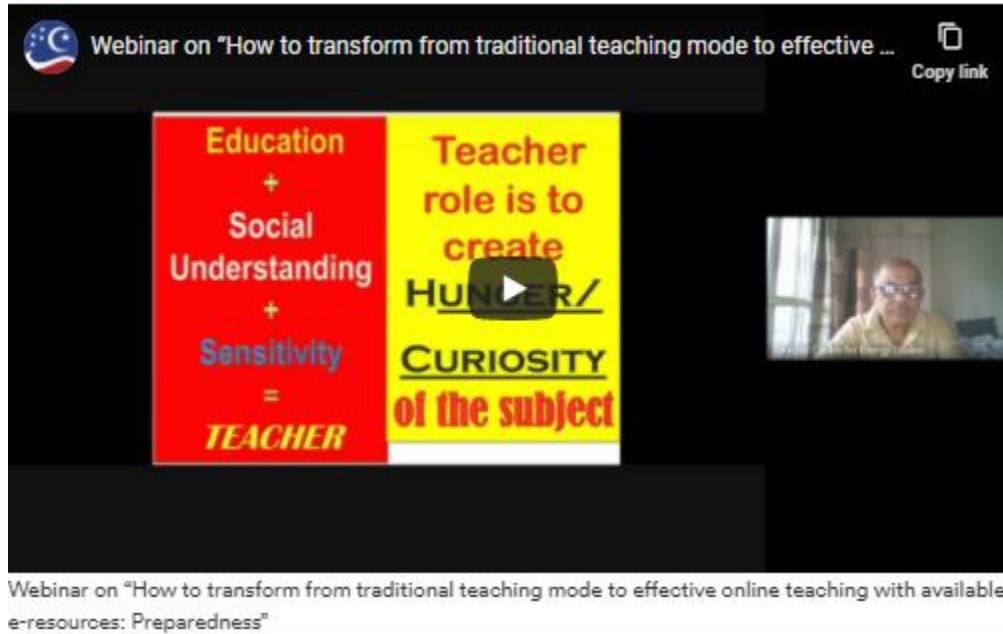 Webinar on “How to transform from traditional teaching mode to effective ...
Copy link
Education
+
Social
Understanding
+
Sensitivity
=
TEACHER
Teacher
role is to
create
HUNGER/
CURIOSITY
of the subject
Webinar on “How to transform from traditional teaching mode to effective online teaching with available
e-resources: Preparedness”